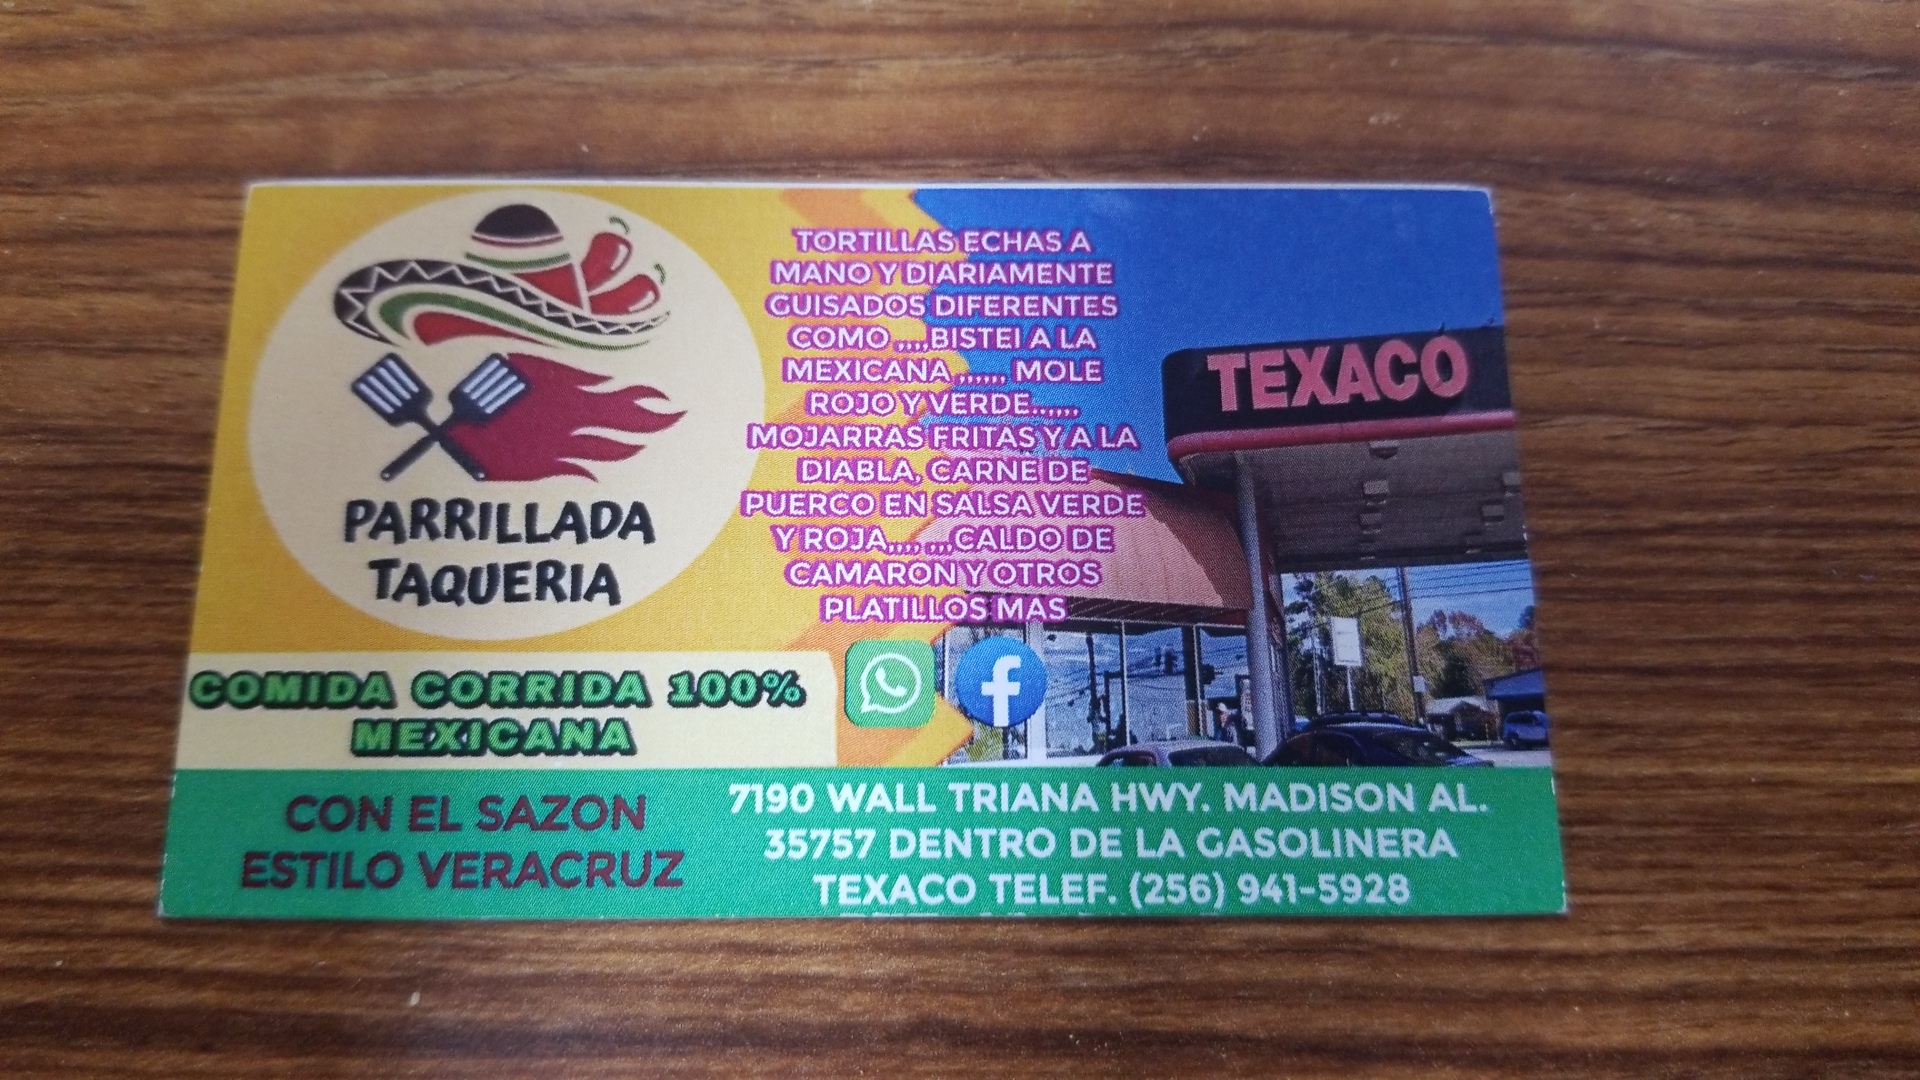 PARRILLADA
TAQUERIA
COMIDA CORRIDA 100%
MEXICANA
CON EL SAZON
ESTILO VERACRUZ
TORTILLAS ECHAS A
MANO Y DIARIAMENTE
GUISADOS DIFERENTES
COMO ,,,,BISTEI A LA
MEXICANA ,,,,,, MOLE
ROJO Y VERDE......
MOJARRAS FRITAS Y A LA
DIABLA, CARNE DE
PUERCO EN SALSA VERDE
Y ROJA,,,, ,,,CALDO DE
CAMARON Y OTROS
PLATILLOS MAS
TEXACO
7190 WALL TRIANA HWY. MADISON AL.
35757 DENTRO DE LA GASOLINERA
TEXACO TELEF. (256) 941-5928